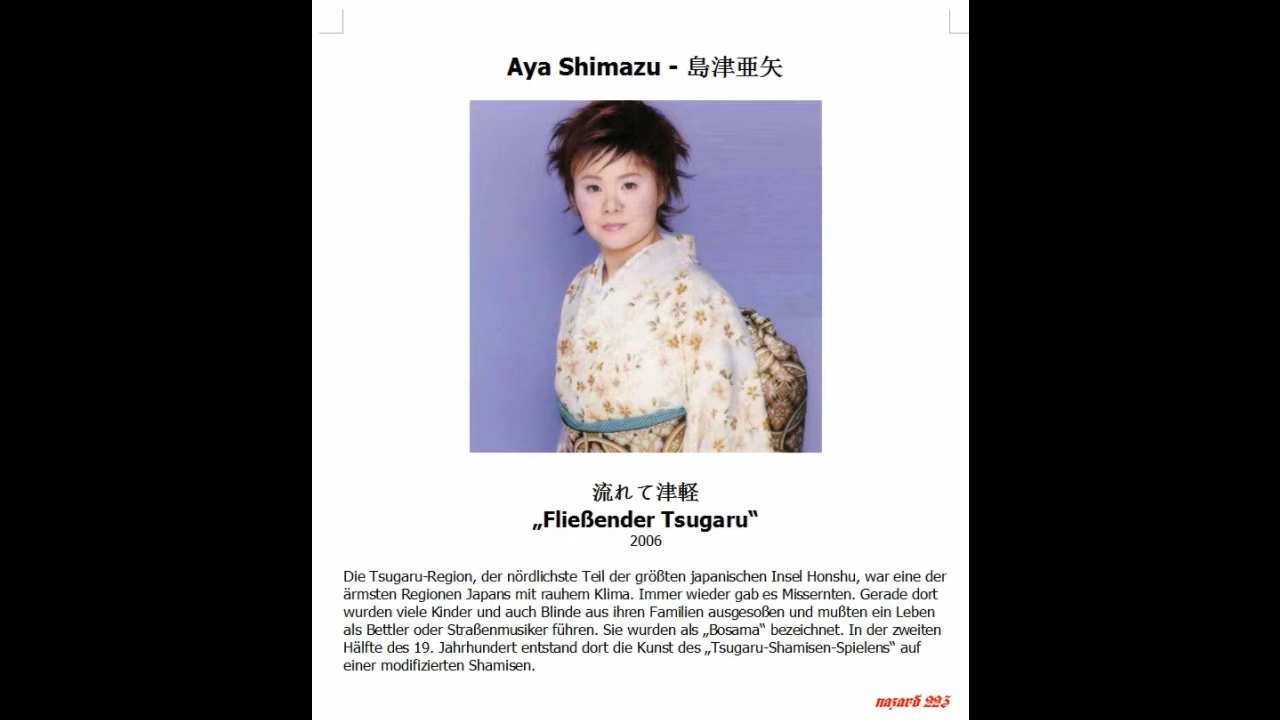 Aya Shimazu - 島津亜矢
流れて津軽
„Fließender Tsugaru“
2006
Die Tsugaru-Region, der nördlichste Teil der größten japanischen Insel Honshu, war eine der
ärmsten Regionen Japans mit rauhem Klima. Immer wieder gab es Missernten. Gerade dort
wurden viele Kinder und auch Blinde aus ihren Familien ausgesoßen und mußten ein Leben
als Bettler oder Straßenmusiker führen. Sie wurden als „Bosama“ bezeichnet. In der zweiten
Hälfte des 19. Jahrhundert entstand dort die Kunst des „Tsugaru-Shamisen-Spielens“ auf
einer modifizierten Shamisen.
nazard 223